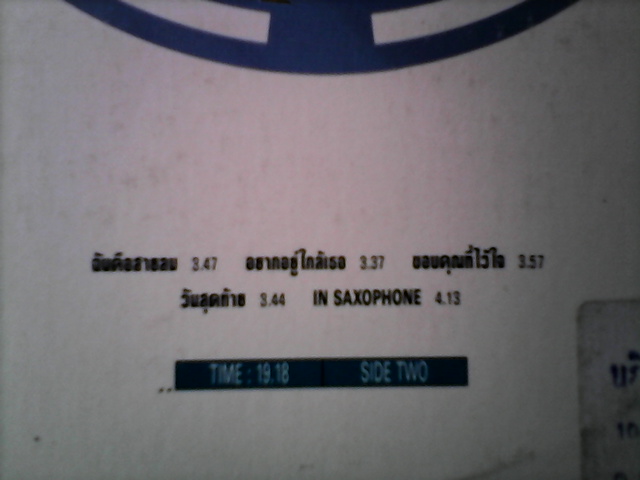 ฉันคือสายลม 3.47 อยากอยู่ใกล้เธอ 3.37 ขอบคุณที่ไว้ใจ 3.57
วันสุดท้าย 3.44 IN SAXOPHONE 4.13
TIME : 19.18 SIDE TWO